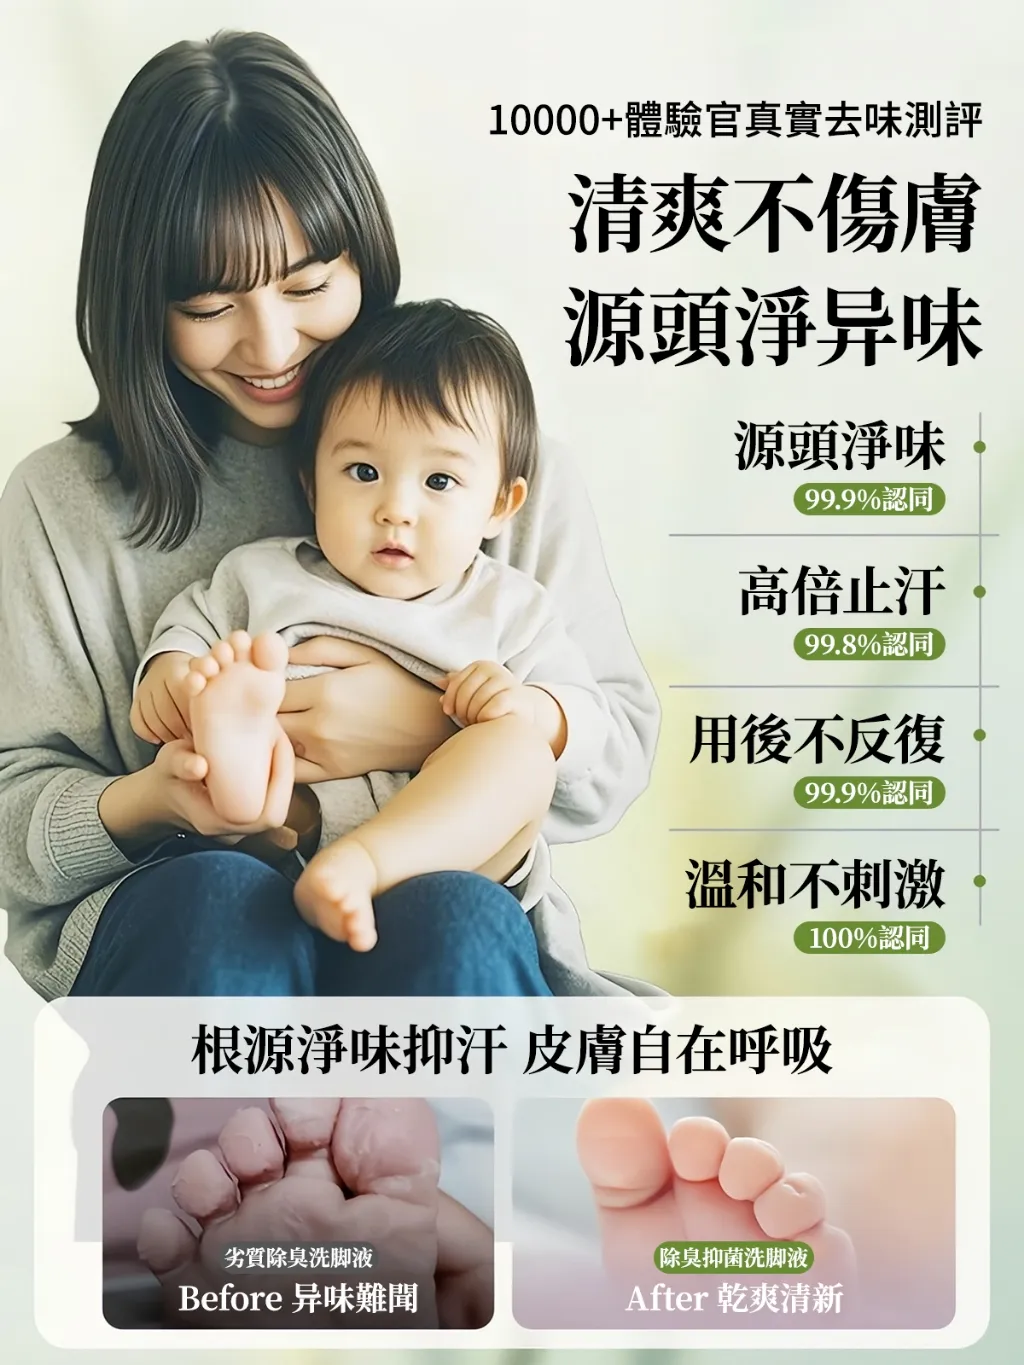 10000+體驗官真實去味測評
清爽不傷膚
源頭淨异味
源頭淨味
99.9%認同
高倍止汗
99.8%認同
用後不反復
99.9%認同
溫和不刺激
100%認同
根源淨味抑汗 皮膚自在呼吸
劣質除臭洗脚液
Before 异味難聞
除臭抑菌洗脚液
After 乾爽清新